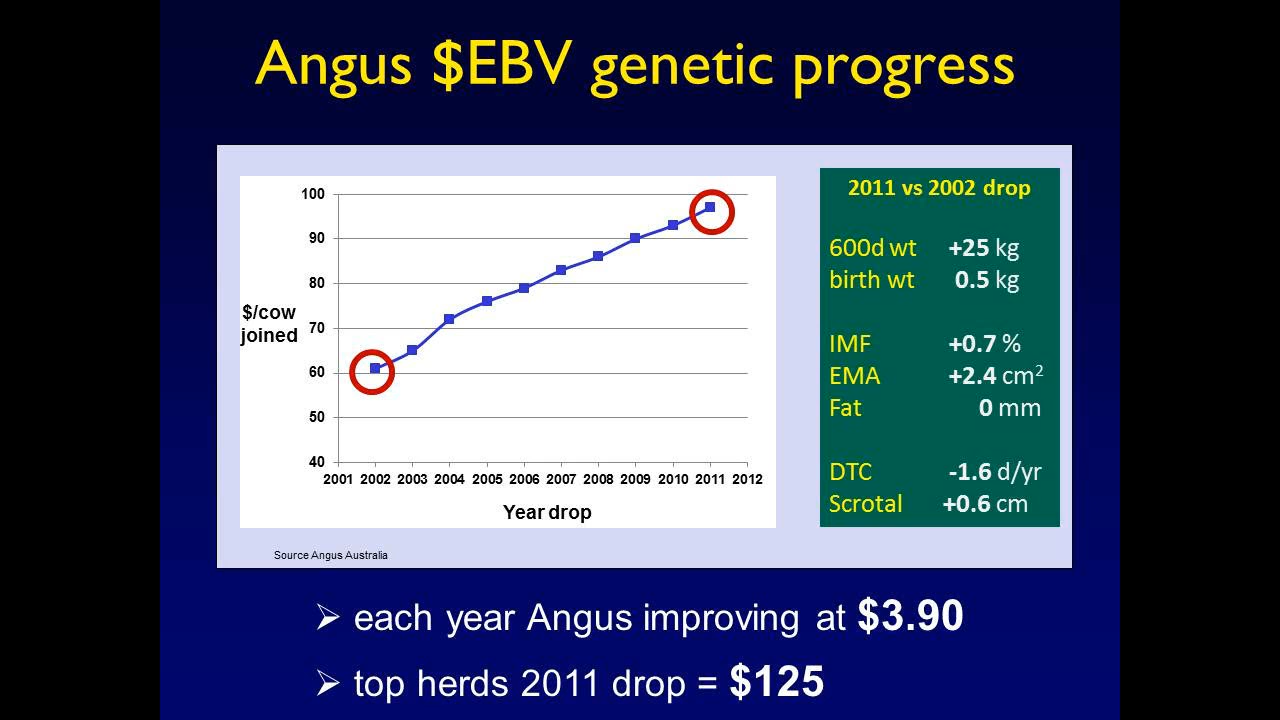 Angus $EBV genetic progress
100
90
80
70
60
50
40
$/cow
joined
2001 2002 2003 2004 2005 2006 2007 2008 2009 2010 2011 2012
Year drop
Source Angus Australia
2011 vs 2002 drop
600d wt +25 kg
birth wt 0.5 kg
IMF +0.7 %
EMA +2.4 cm²
Fat 0 mm
DTC -1.6 d/yr
Scrotal +0.6 cm
➢ each year Angus improving at $3.90
➢ top herds 2011 drop = $125